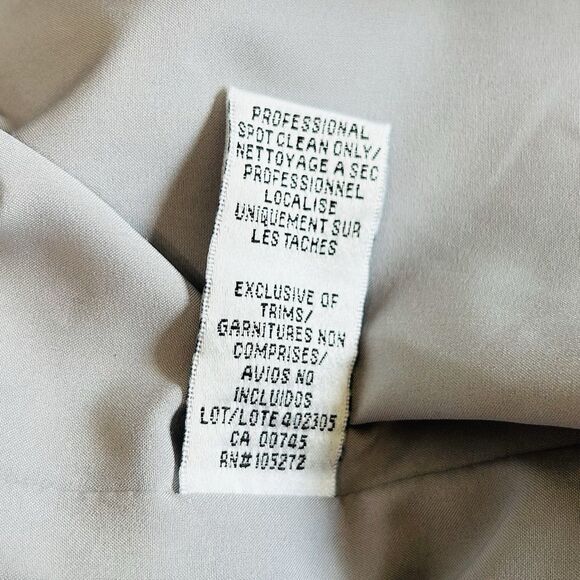 PROFESSIONAL
SPOT CLEAN ONLY/
NETTOYAGE A SEC
PROFESSIONNEL
LOCALISE
UNIQUEMENT SUR
LES TACHES
EXCLUSIVE OF
TRIMS/
GARNITURES NON
COMPRISES/
AVIOS NO
INCLUIDOS
LOT/LOTE 402305
CA 00745
RN#105272